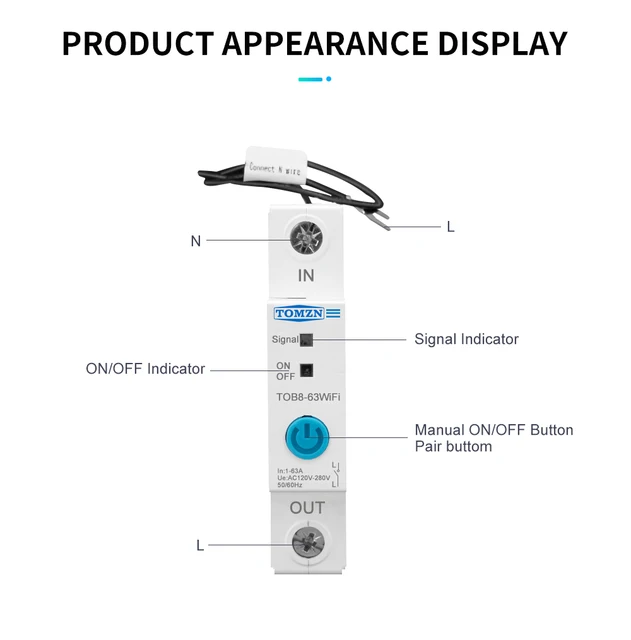 PRODUCT APPEARANCE DISPLAY
Connect N wire
N
L
IN
TOMZN
Signal
Signal Indicator
ON/OFF Indicator
ON
OFF
TOB8-63WiFi
Manual ON/OFF Button
Pair buttom
In:1-63A
Ue:AC120V-280V
50/60Hz
L
L
OUT
L